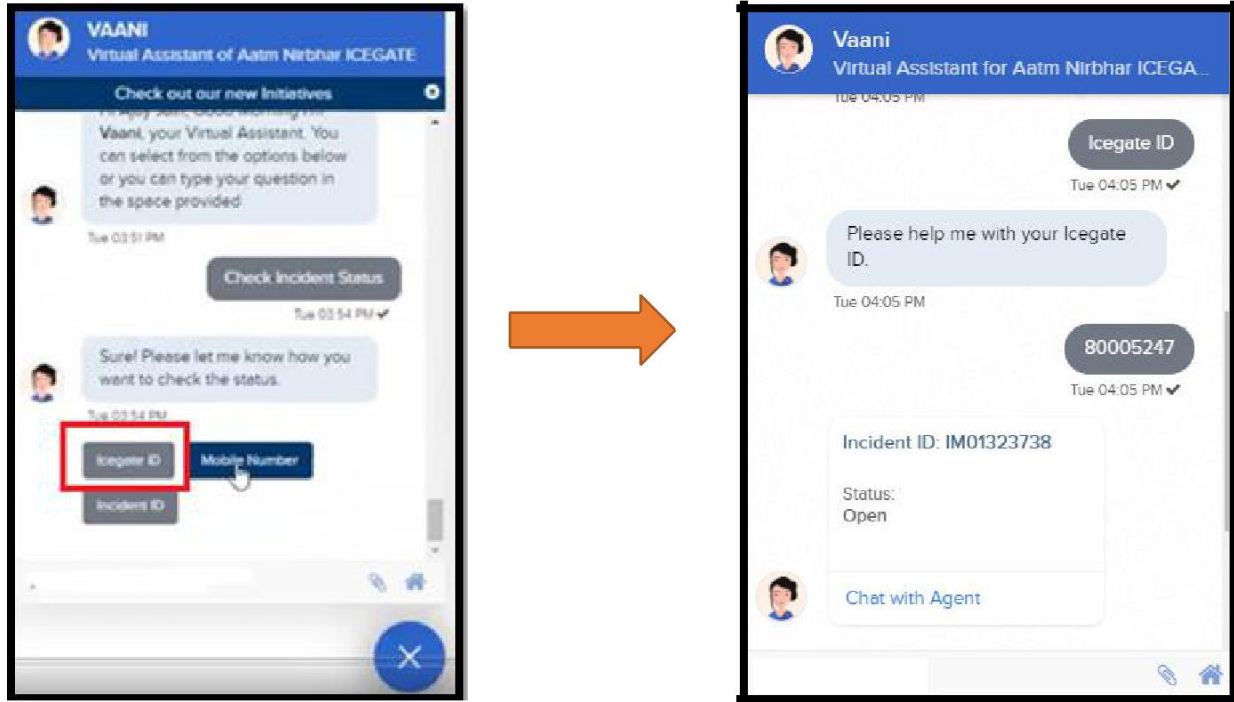 VAANI
Virtual Assistant of Aatm Nirbhar ICEGATE
Check out our new Initiatives
Vaani, your Virtual Assistant. You
can select from the options below
or you can type your question in
the space provided
Tue 03:51 PM
Check Incident Status
Tue 03:54 PM
Sure! Please let me know how you
want to check the status.
Tue 03:54 PM
Icegate ID
Mobile Number
Incident ID
Vaani
Virtual Assistant for Aatm Nirbhar ICEGA...
Tue 04:05 PM
Icegate ID
Tue 04:05 PM
Please help me with your Icegate
ID.
Tue 04:05 PM
80005247
Tue 04:05 PM
Incident ID: IM01323738
Status:
Open
Chat with Agent